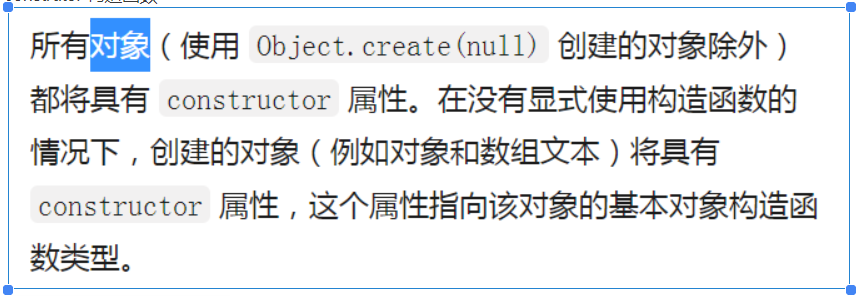 所有对象（使用 Object.create(null) 创建的对象除外）
都将具有 constructor 属性。在没有显式使用构造函数的
情况下，创建的对象（例如对象和数组文本）将具有
constructor 属性，这个属性指向该对象的基本对象构造函
数类型。